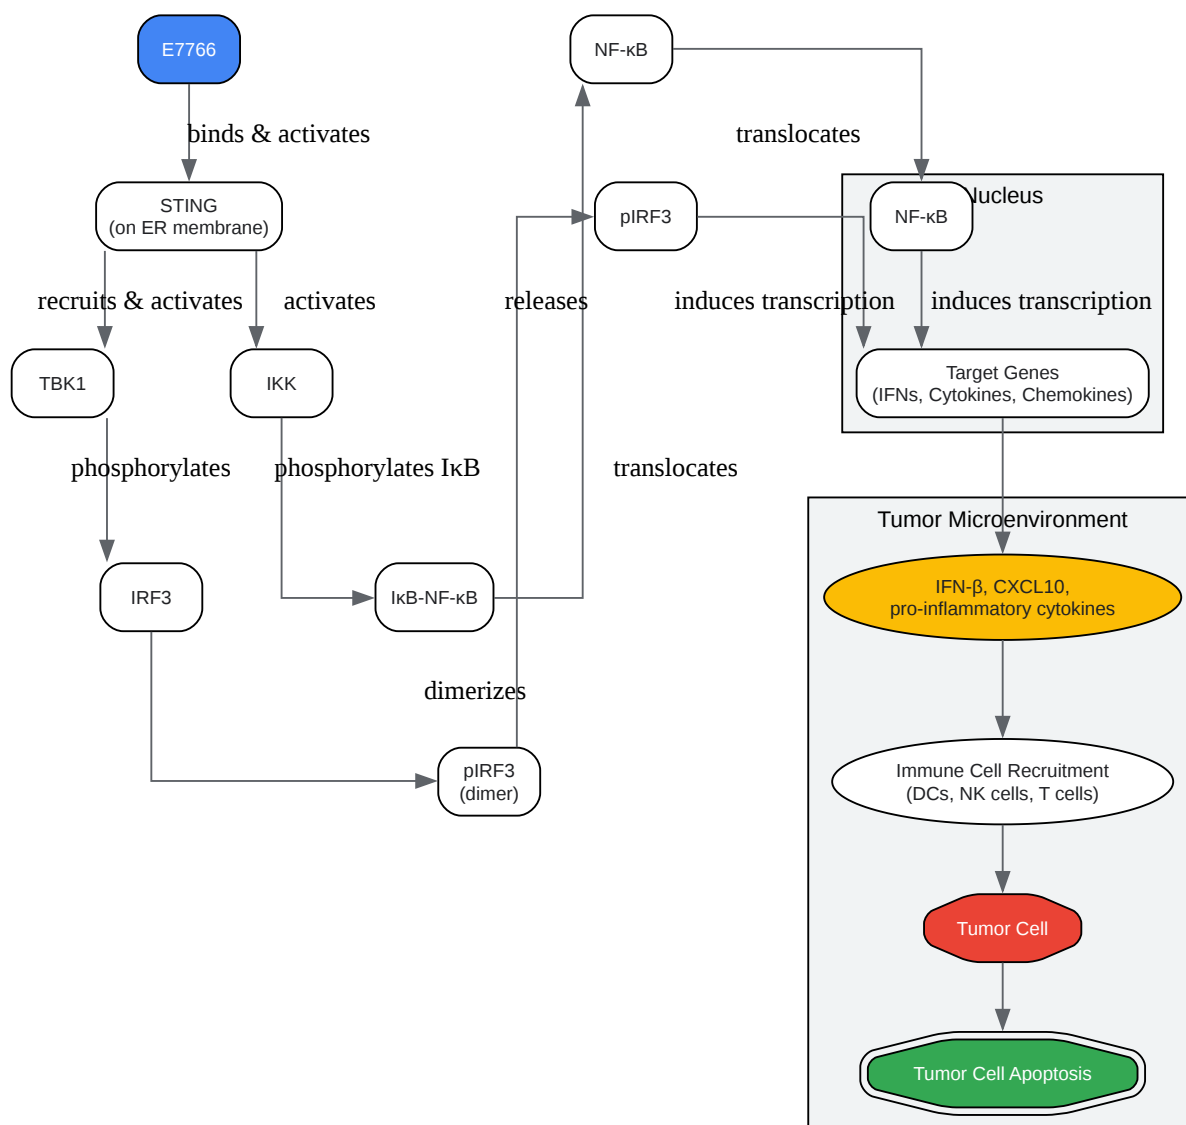 E7766
NF-κB
binds & activates
translocates
STING
(on ER membrane)
pIRF3
Nucleus
NF-κB
recruits & activates
activates
releases
induces transcription
induces transcription
TBK1
IKK
Target Genes
(IFNs, Cytokines, Chemokines)
phosphorylates
phosphorylates IκB
translocates
Tumor Microenvironment
IRF3
IκB-NF-κB
IFN-β, CXCL10,
pro-inflammatory cytokines
dimerizes
pIRF3
(dimer)
Immune Cell Recruitment
(DCs, NK cells, T cells)
Tumor Cell
Tumor Cell Apoptosis